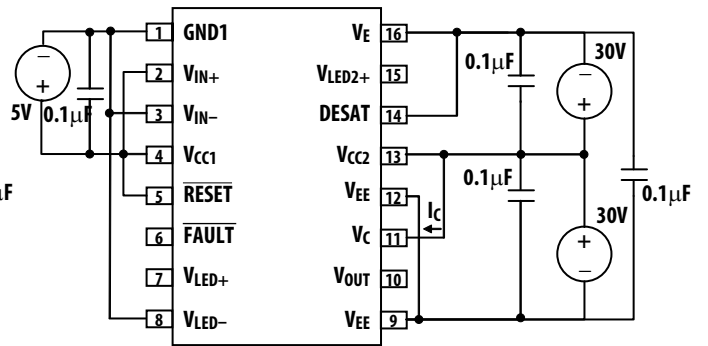 1 GND1
VE 16
0.1μF
30V
−
+
2 VIN+
VLED2+ 15
5V
0.1μF
−
+
3 VIN−
DESAT 14
4 VCC1
VCC2 13
μF
5 RESET
VEE 12
0.1μF
0.1μF
30V
+
−
6 FAULT
IC
VC 11
7 VLED+
VOUT 10
8 VLED−
VEE 9